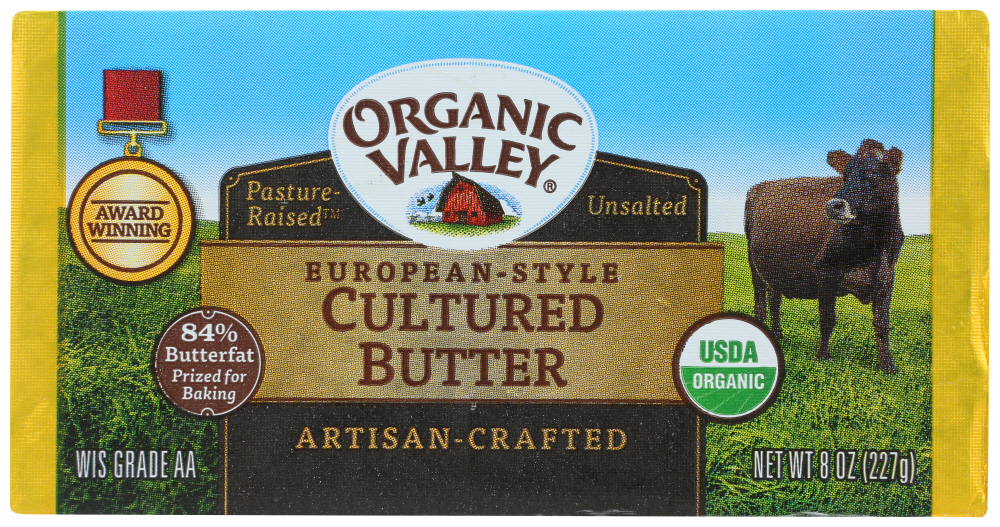 ORGANIC
VALLEY®
Pasture-
Raised™
Unsalted
AWARD
WINNING
EUROPEAN-STYLE
CULTURED
BUTTER
84%
Butterfat
Prized for
Baking
USDA
ORGANIC
ARTISAN-CRAFTED
WIS GRADE AA
NET WT 8 OZ (227g)